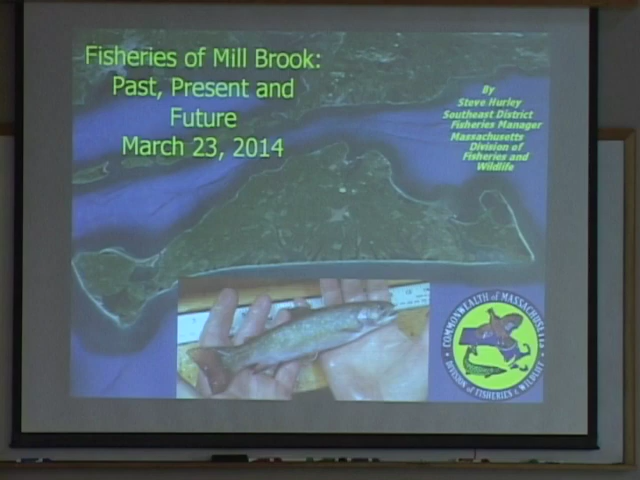 Fisheries of Mill Brook:
Past, Present and
Future
March 23, 2014
By
Steve Hurley
Southeast District
Fisheries Manager
Massachusetts
Division of
Fisheries and
Wildlife
COMMONWEALTH of MASSACHUSETTS
DIVISION of FISHERIES & WILDLIFE